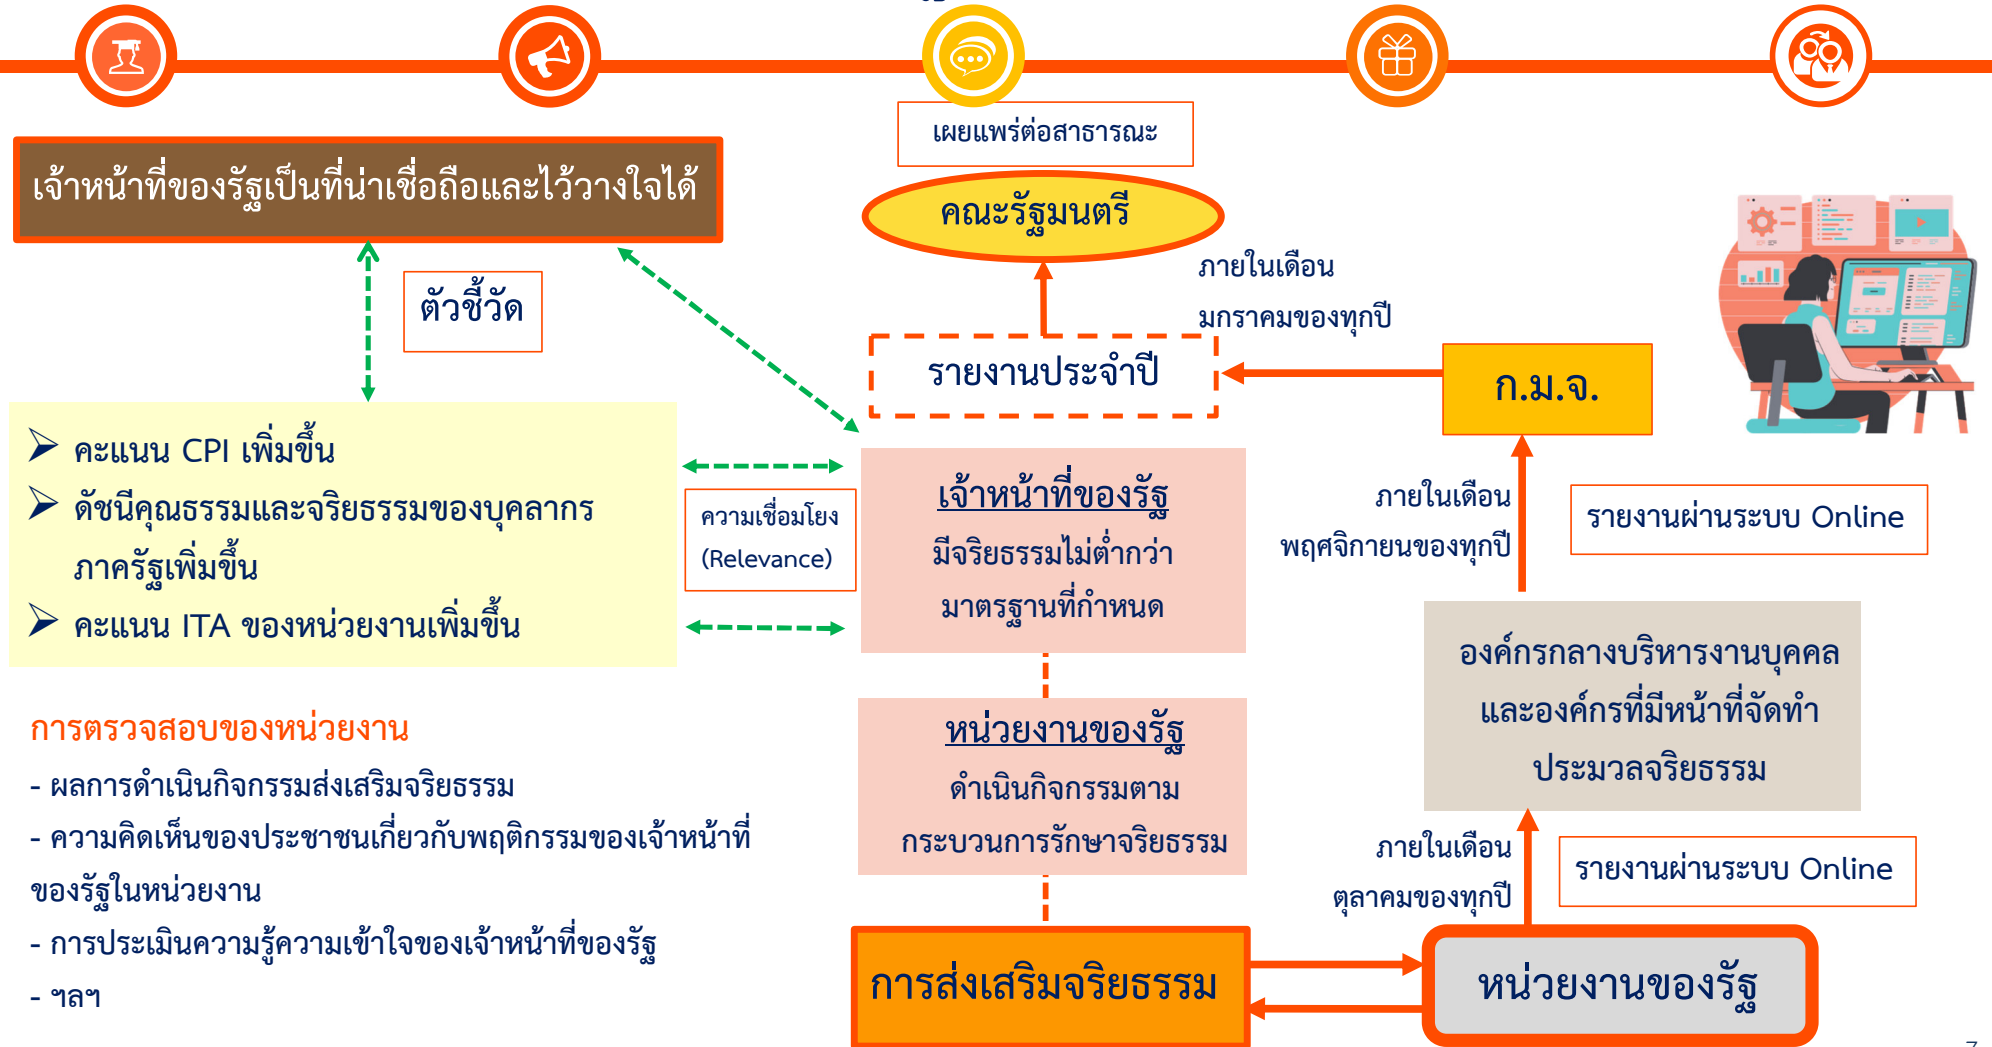 เผยแพร่ต่อสาธารณะ
เจ้าหน้าที่ของรัฐเป็นที่น่าเชื่อถือและไว้วางใจได้
คณะรัฐมนตรี
ตัวชี้วัด
ภายในเดือน
มกราคมของทุกปี
รายงานประจำปี
ก.ม.จ.
➢ คะแนน CPI เพิ่มขึ้น
➢ ดัชนีคุณธรรมและจริยธรรมของบุคลากร
ภาครัฐเพิ่มขึ้น
➢ คะแนน ITA ของหน่วยงานเพิ่มขึ้น
ความเชื่อมโยง
(Relevance)
เจ้าหน้าที่ของรัฐ
มีจริยธรรมไม่ต่ำกว่า
มาตรฐานที่กำหนด
ภายในเดือน
พฤศจิกายนของทุกปี
รายงานผ่านระบบ Online
องค์กรกลางบริหารงานบุคคล
และองค์กรที่มีหน้าที่จัดทำ
ประมวลจริยธรรม
การตรวจสอบของหน่วยงาน
- ผลการดำเนินกิจกรรมส่งเสริมจริยธรรม
- ความคิดเห็นของประชาชนเกี่ยวกับพฤติกรรมของเจ้าหน้าที่
ของรัฐในหน่วยงาน
- การประเมินความรู้ความเข้าใจของเจ้าหน้าที่ของรัฐ
- ฯลฯ
หน่วยงานของรัฐ
ดำเนินกิจกรรมตาม
กระบวนการรักษาจริยธรรม
ภายในเดือน
ตุลาคมของทุกปี
รายงานผ่านระบบ Online
การส่งเสริมจริยธรรม
หน่วยงานของรัฐ